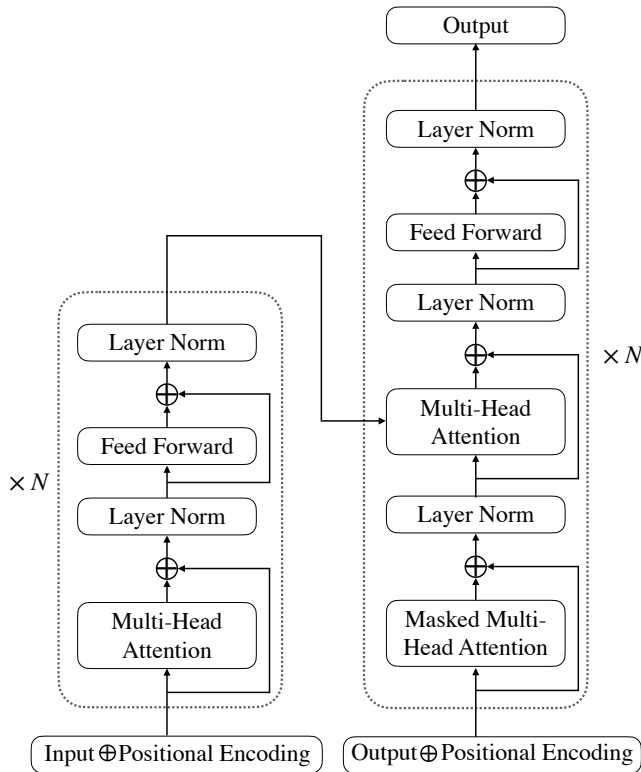 Output
Layer Norm
Feed Forward
Layer Norm
× N
Multi-Head
Attention
Layer Norm
Masked Multi-
Head Attention
Output ⊕ Positional Encoding
Layer Norm
Feed Forward
× N
Layer Norm
Multi-Head
Attention
Input ⊕ Positional Encoding